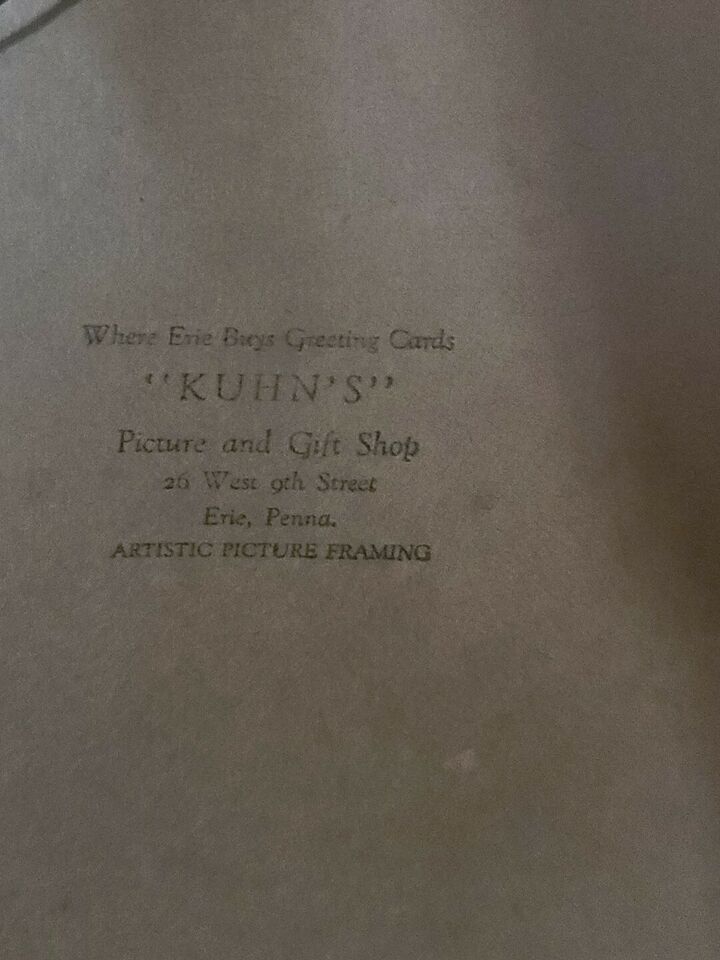 Where Erie Buys Greeting Cards
"KUHN'S"
Picture and Gift Shop
26 West 9th Street
Erie, Penna.
ARTISTIC PICTURE FRAMING